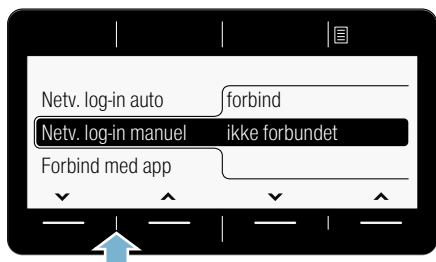 Netv. log-in auto forbind
Netv. log-in manuel ikke forbundet
Forbind med app